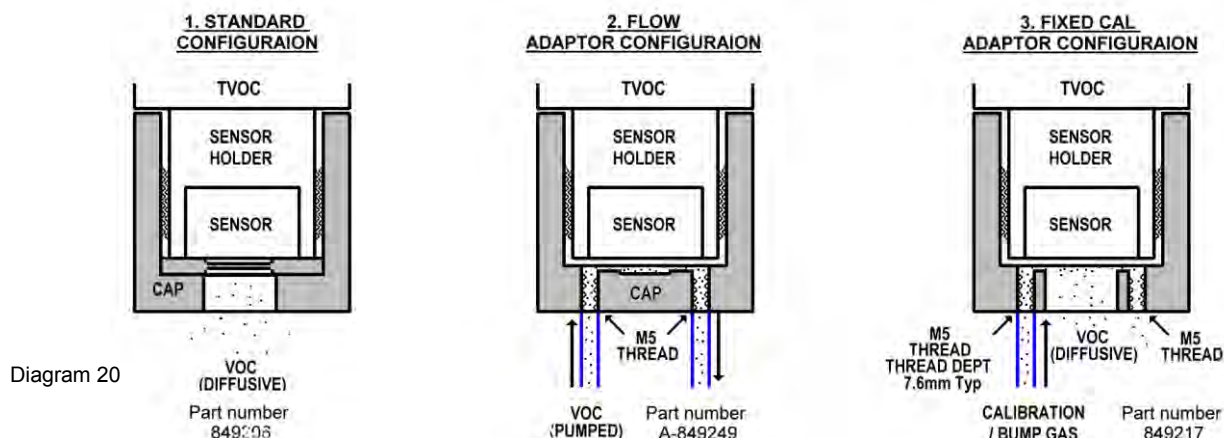 1. STANDARD
CONFIGURAION
TVOC
SENSOR
HOLDER
SENSOR
CAP
VOC
(DIFFUSIVE)
Part number
849206
2. FLOW
ADAPTOR CONFIGURAION
TVOC
SENSOR
HOLDER
SENSOR
CAP
M5
THREAD
VOC
(PUMPED)
Part number
A-849249
3. FIXED CAL
ADAPTOR CONFIGURAION
TVOC
SENSOR
HOLDER
SENSOR
M5
THREAD
THREAD DEPT
7.6mm Typ
VOC
(DIFFUSIVE)
M5
THREAD
CALIBRATION
/ BUMP GAS
Part number
849217
Diagram 20